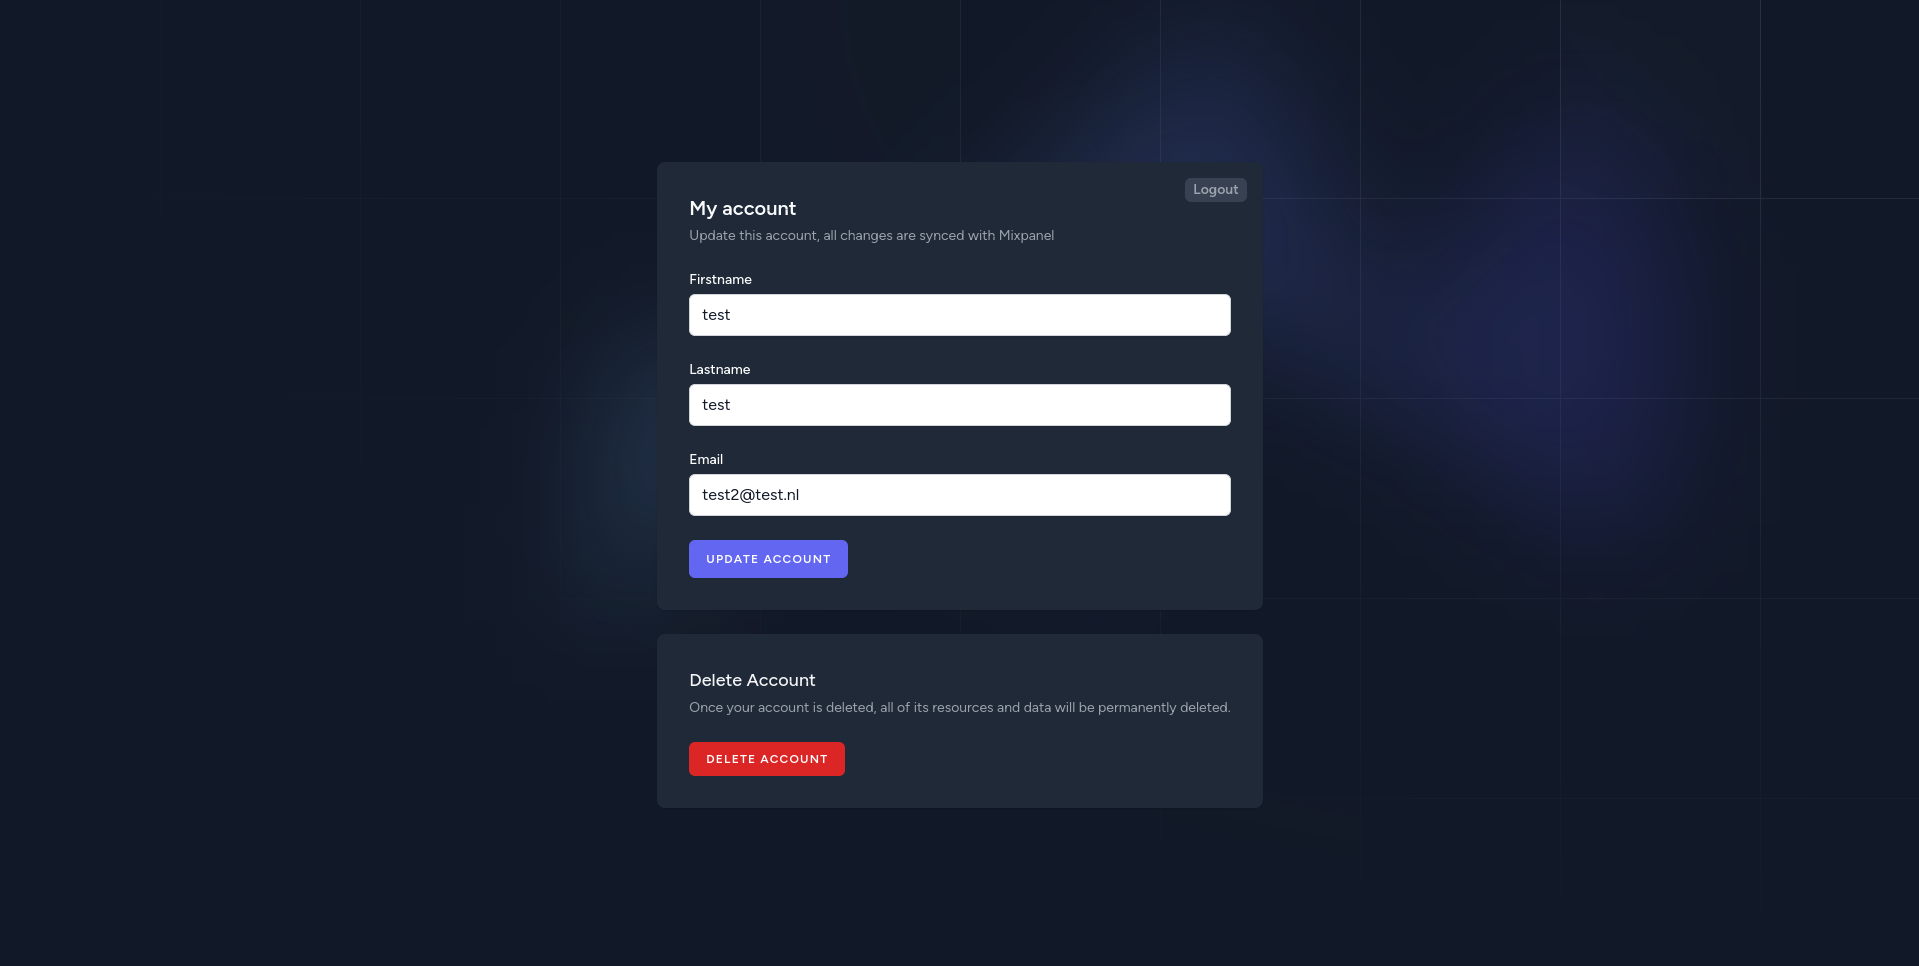 Logout
My account
Update this account, all changes are synced with Mixpanel
Firstname
test
Lastname
test
Email
test2@test.nl
UPDATE ACCOUNT
Delete Account
Once your account is deleted, all of its resources and data will be permanently deleted.
DELETE ACCOUNT